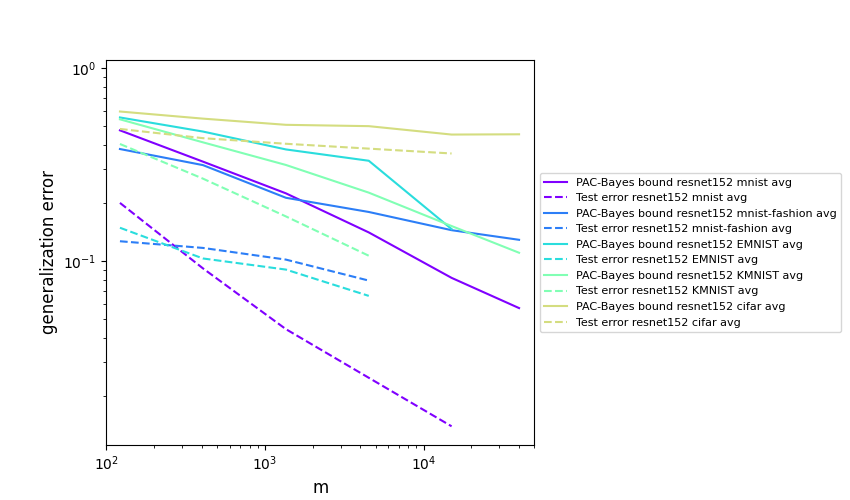 10^0
10^-1
generalization error
10^2
10^3
10^4
m
PAC-Bayes bound resnet152 mnist avg
Test error resnet152 mnist avg
PAC-Bayes bound resnet152 mnist-fashion avg
Test error resnet152 mnist-fashion avg
PAC-Bayes bound resnet152 EMNIST avg
Test error resnet152 EMNIST avg
PAC-Bayes bound resnet152 KMNIST avg
Test error resnet152 KMNIST avg
PAC-Bayes bound resnet152 cifar avg
Test error resnet152 cifar avg